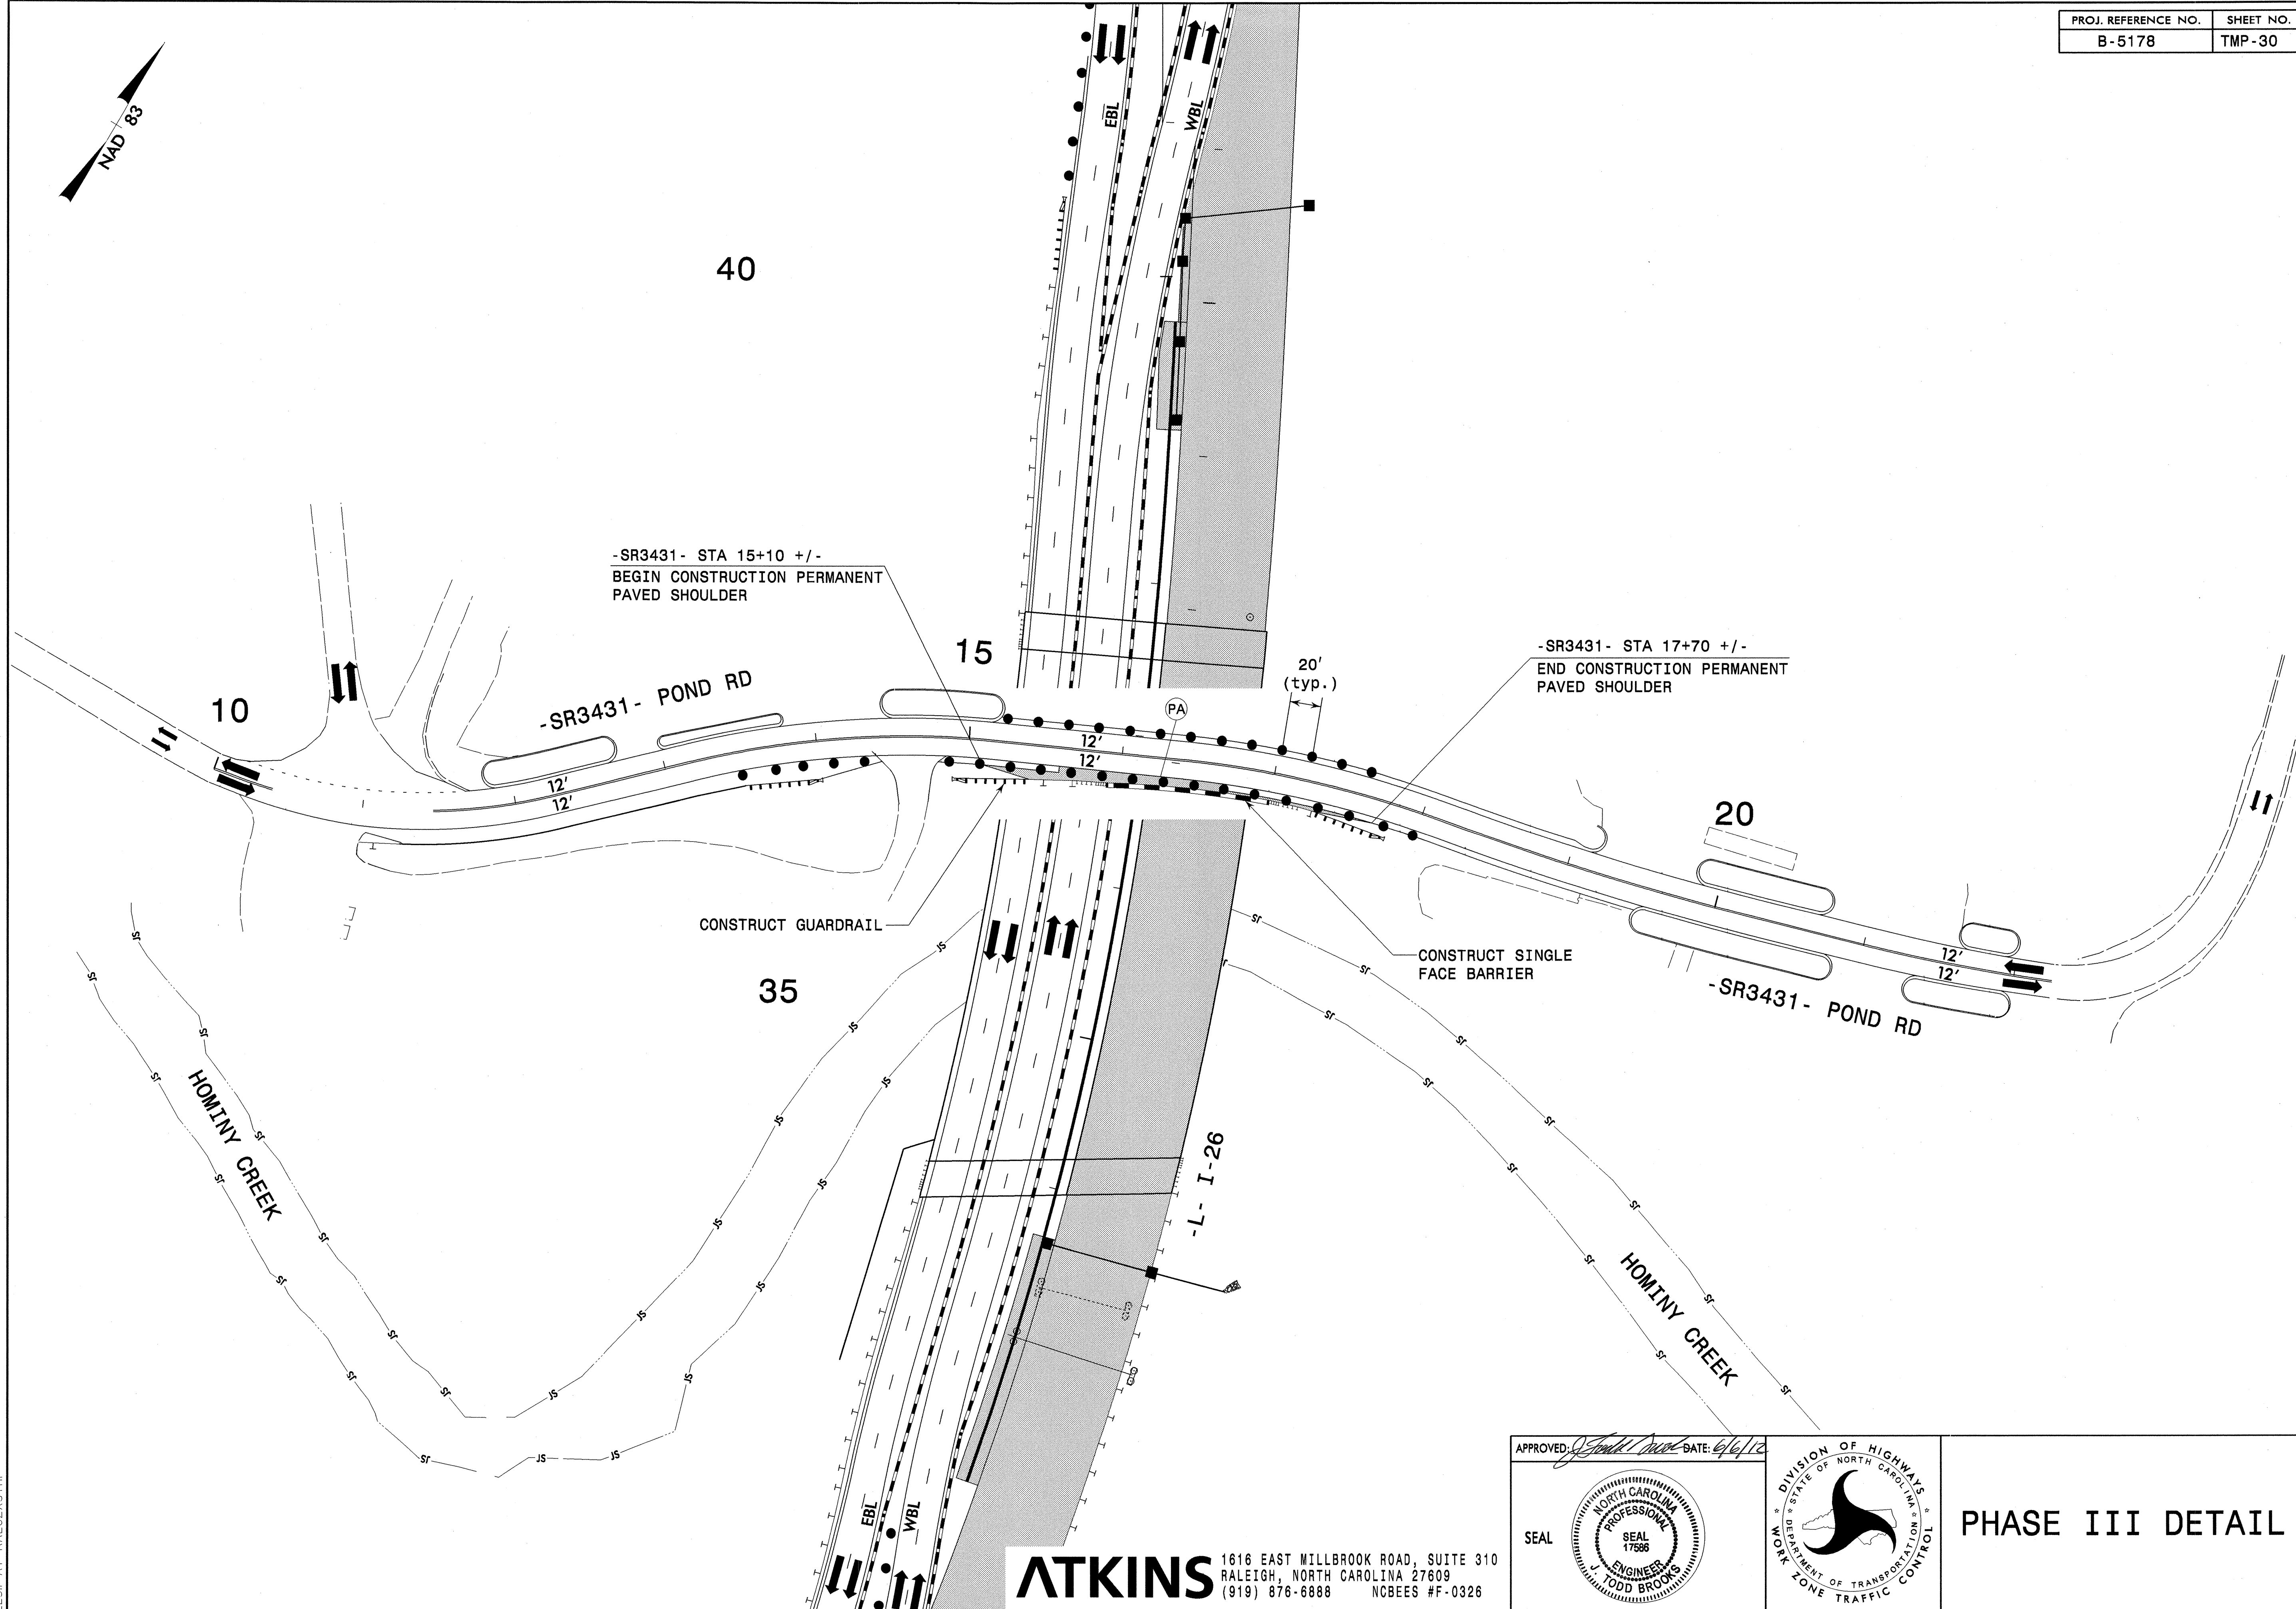 PROJ. REFERENCE NO.
SHEET NO.
B-5178
TMP-30
NAD 83
EBL
WBL
40
-SR3431- STA 15+10 +/-
BEGIN CONSTRUCTION PERMANENT
PAVED SHOULDER
15
-SR3431- STA 17+70 +/-
END CONSTRUCTION PERMANENT
PAVED SHOULDER
20'
(typ.)
10
-SR3431- POND RD
PA
12'
12'
12'
12'
20
CONSTRUCT GUARDRAIL
CONSTRUCT SINGLE
FACE BARRIER
12'
12'
-SR3431- POND RD
35
HOMINY CREEK
-L- I-26
HOMINY CREEK
JS
JS
JS
EBL
WBL
ATKINS
1616 EAST MILLBROOK ROAD, SUITE 310
RALEIGH, NORTH CAROLINA 27609
(919) 876-6888 NCBEES #F-0326
APPROVED:
DATE: 6/6/12
SEAL
NORTH CAROLINA
PROFESSIONAL
SEAL
17586
ENGINEER
J. TODD BROOKS
DIVISION OF HIGHWAYS
STATE OF NORTH CAROLINA
DEPARTMENT OF TRANSPORTATION
WORK ZONE TRAFFIC CONTROL
PHASE III DETAIL